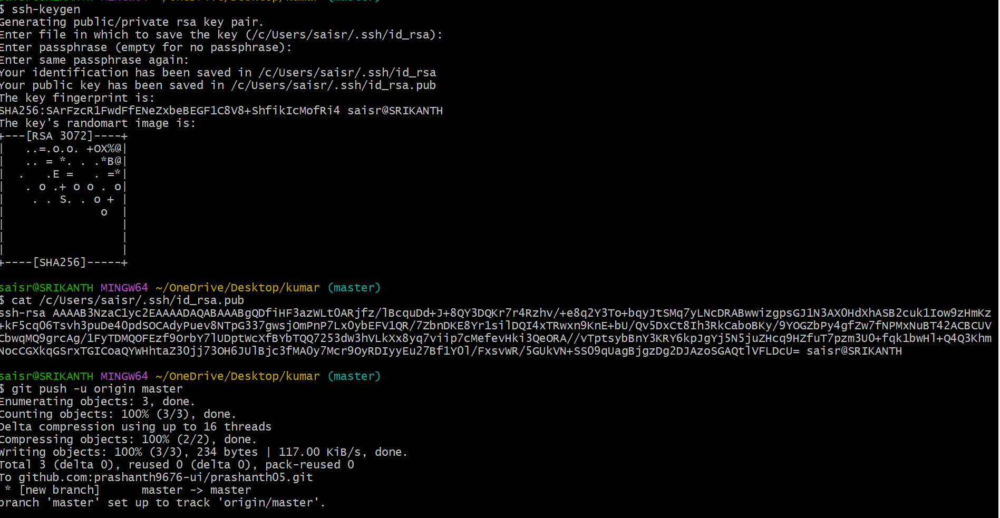 $ ssh-keygen
Generating public/private rsa key pair.
Enter file in which to save the key (/c/Users/saisr/.ssh/id_rsa):
Enter passphrase (empty for no passphrase):
Enter same passphrase again:
Your identification has been saved in /c/Users/saisr/.ssh/id_rsa
Your public key has been saved in /c/Users/saisr/.ssh/id_rsa.pub
The key fingerprint is:
SHA256:SArFzcR1FwdFfENeZxbeBEGF1C8V8+ShfikIcMofRi4 saisr@SRIKANTH
The key's randomart image is:
+---[RSA 3072]----+
|   ..=.o.o. +OX%@|
|   .. = *. . .*B@|
|  .   .E =   . =*|
|   . o .+ o o . o|
|    . . S. . o + |
|              o  |
|                 |
|                 |
|                 |
+----[SHA256]-----+
saisr@SRIKANTH MINGW64 ~/OneDrive/Desktop/kumar (master)
$ cat /c/Users/saisr/.ssh/id_rsa.pub
ssh-rsa AAAAB3NzaC1yc2EAAAADAQABAAABgQDfiHF3azWLt0ARjfz/lBcquDd+J+8QY3DQKr7r4Rzhv/+e8q2Y3To+bqyJtSMq7yLNcDRABwwizgpsGJ1N3AX0HdXhASB2cuk1Iow9zHmKz
+kF5cq06Tsvh3puDe40pdSOCAdyPuev8NTpG337gwsjOmPnP7Lx0ybEFV1QR/7ZbnDKE8Yr1silDQI4xTRwxn9KnE+bU/Qv5DxCt8Ih3RkCaboBKy/9YOGZbPy4gfZw7fNPMxNuBT42ACBCUV
CbwqMQ9grcAg/1FyTDMQOFEzf9OrbY7lUDptWcXfBYbTQQ7253dW3hVLkXx8yq7viip7cMefevHki3QeORA//vTptsybBnY3KRY6kpJgYj5N5juZHcq9HZfuT7pzm3U0+fqk1bwHl+Q4Q3Khm
NocCGXkqGSrxTGICoaQYWHhtaZ30jj73OH6JUlBjc3fMA0y7Mcr9OyRDIyyEu27Bf1Y0l/FxsvWR/5GUkVN+SS09qUagBjgzDg2DJAzoSGAQtlVFLDcU= saisr@SRIKANTH
saisr@SRIKANTH MINGW64 ~/OneDrive/Desktop/kumar (master)
$ git push -u origin master
Enumerating objects: 3, done.
Counting objects: 100% (3/3), done.
Delta compression using up to 16 threads
Compressing objects: 100% (2/2), done.
Writing objects: 100% (3/3), 234 bytes | 117.00 KiB/s, done.
Total 3 (delta 0), reused 0 (delta 0), pack-reused 0
To github.com:prashanth9676-ui/prashanth05.git
 * [new branch]      master -> master
branch 'master' set up to track 'origin/master'.